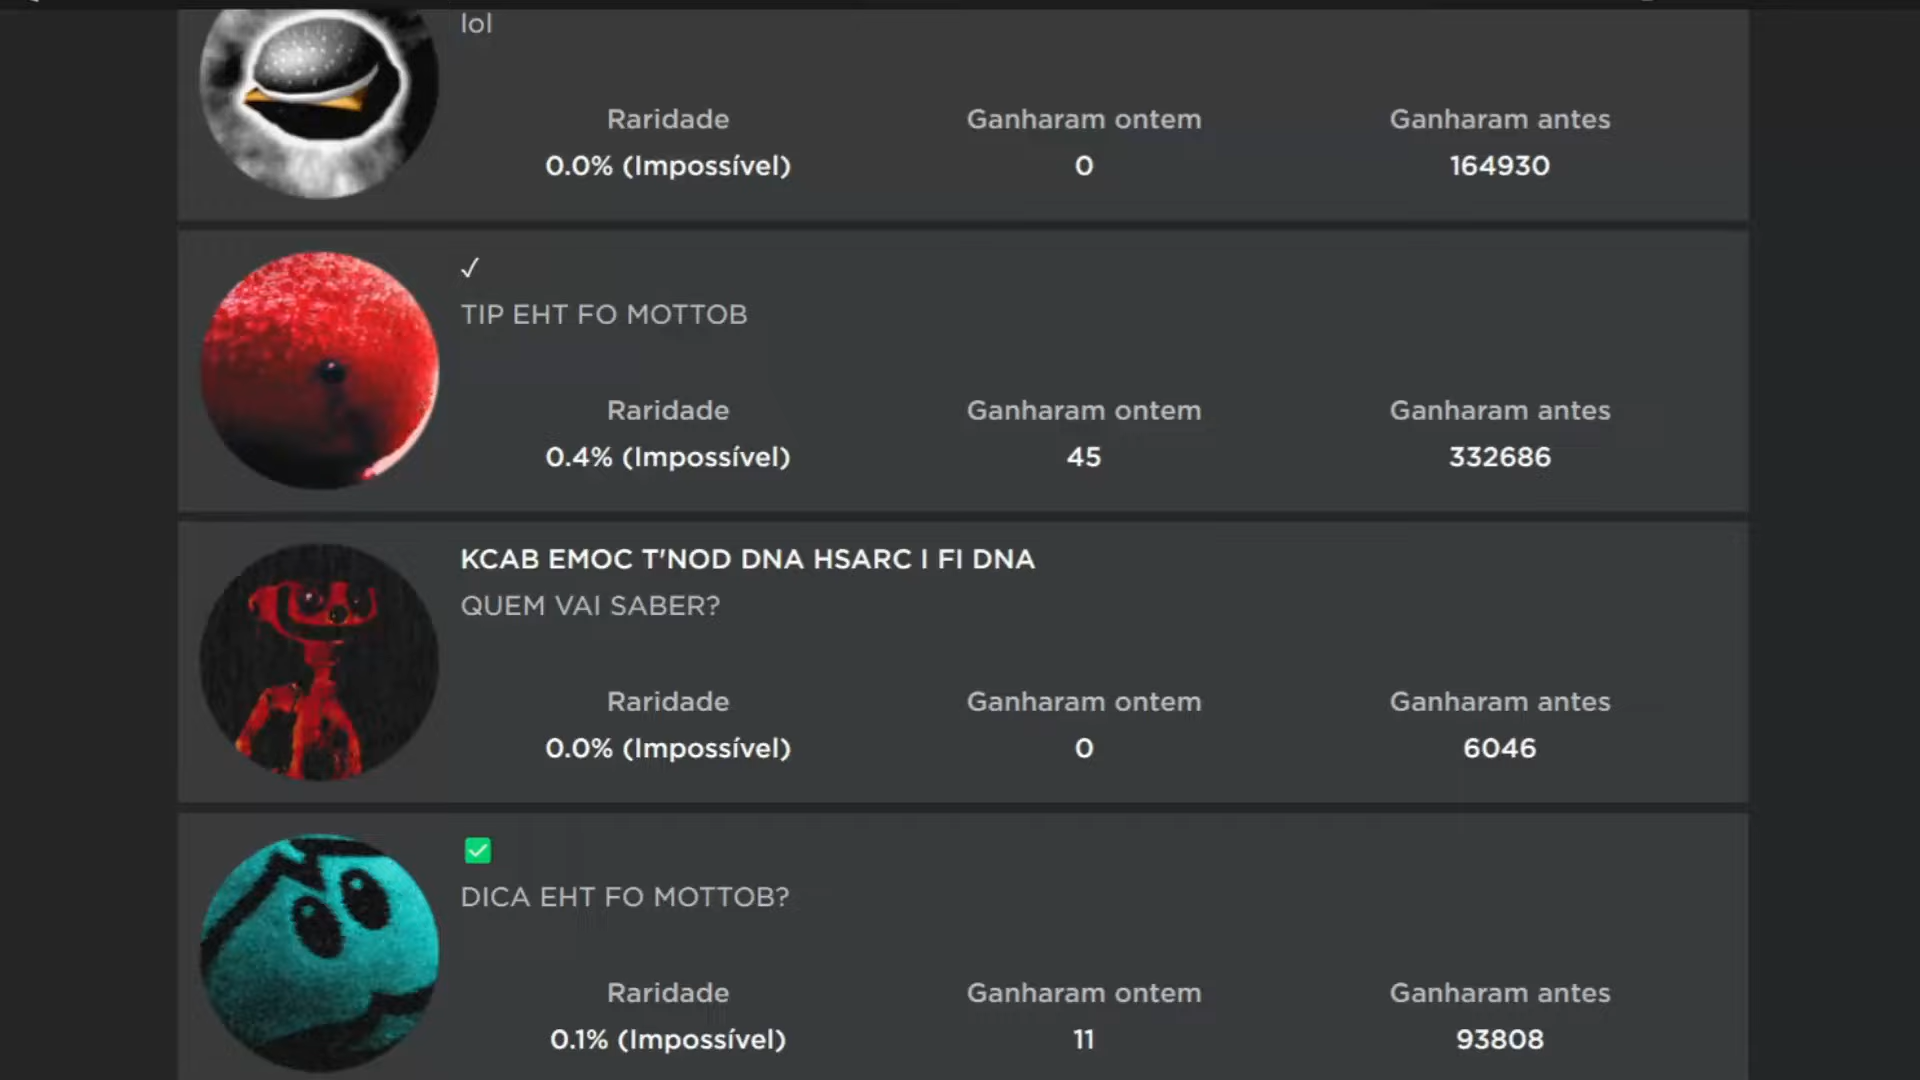 lol
Raridade Ganharam ontem Ganharam antes
0.0% (Impossível) 0 164930
✓
TIP EHT FO MOTTOB
Raridade Ganharam ontem Ganharam antes
0.4% (Impossível) 45 332686
KCAB EMOC T'NOD DNA HSARC I FI DNA
QUEM VAI SABER?
Raridade Ganharam ontem Ganharam antes
0.0% (Impossível) 0 6046
✅
DICA EHT FO MOTTOB?
Raridade Ganharam ontem Ganharam antes
0.1% (Impossível) 11 93808